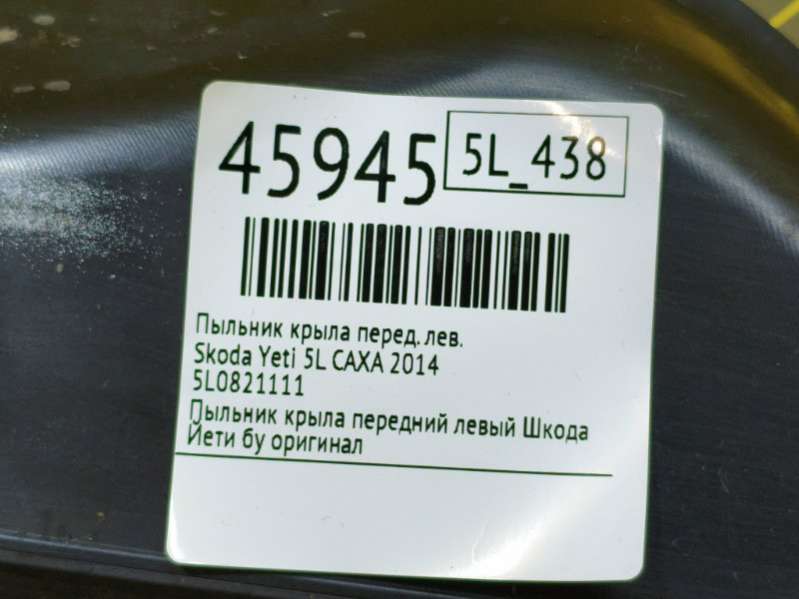 45945
5L_438
Пыльник крыла перед. лев.
Skoda Yeti 5L CAXA 2014
5L0821111
Пыльник крыла передний левый Шкода
Йети бу оригинал